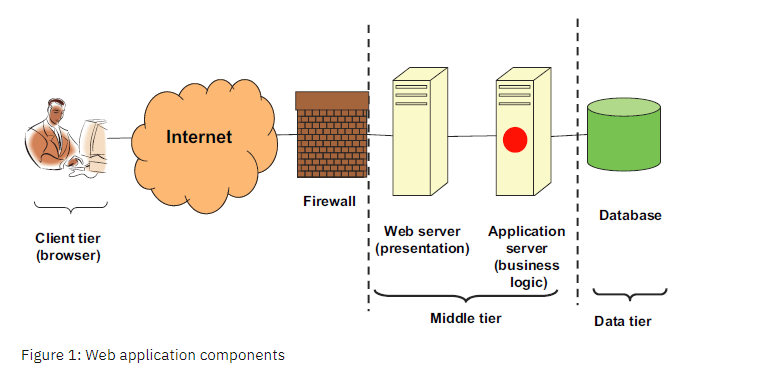 Internet
Firewall
Client tier
(browser)
Web server
(presentation)
Application
server
(business
logic)
Database
Middle tier
Data tier
Figure 1: Web application components